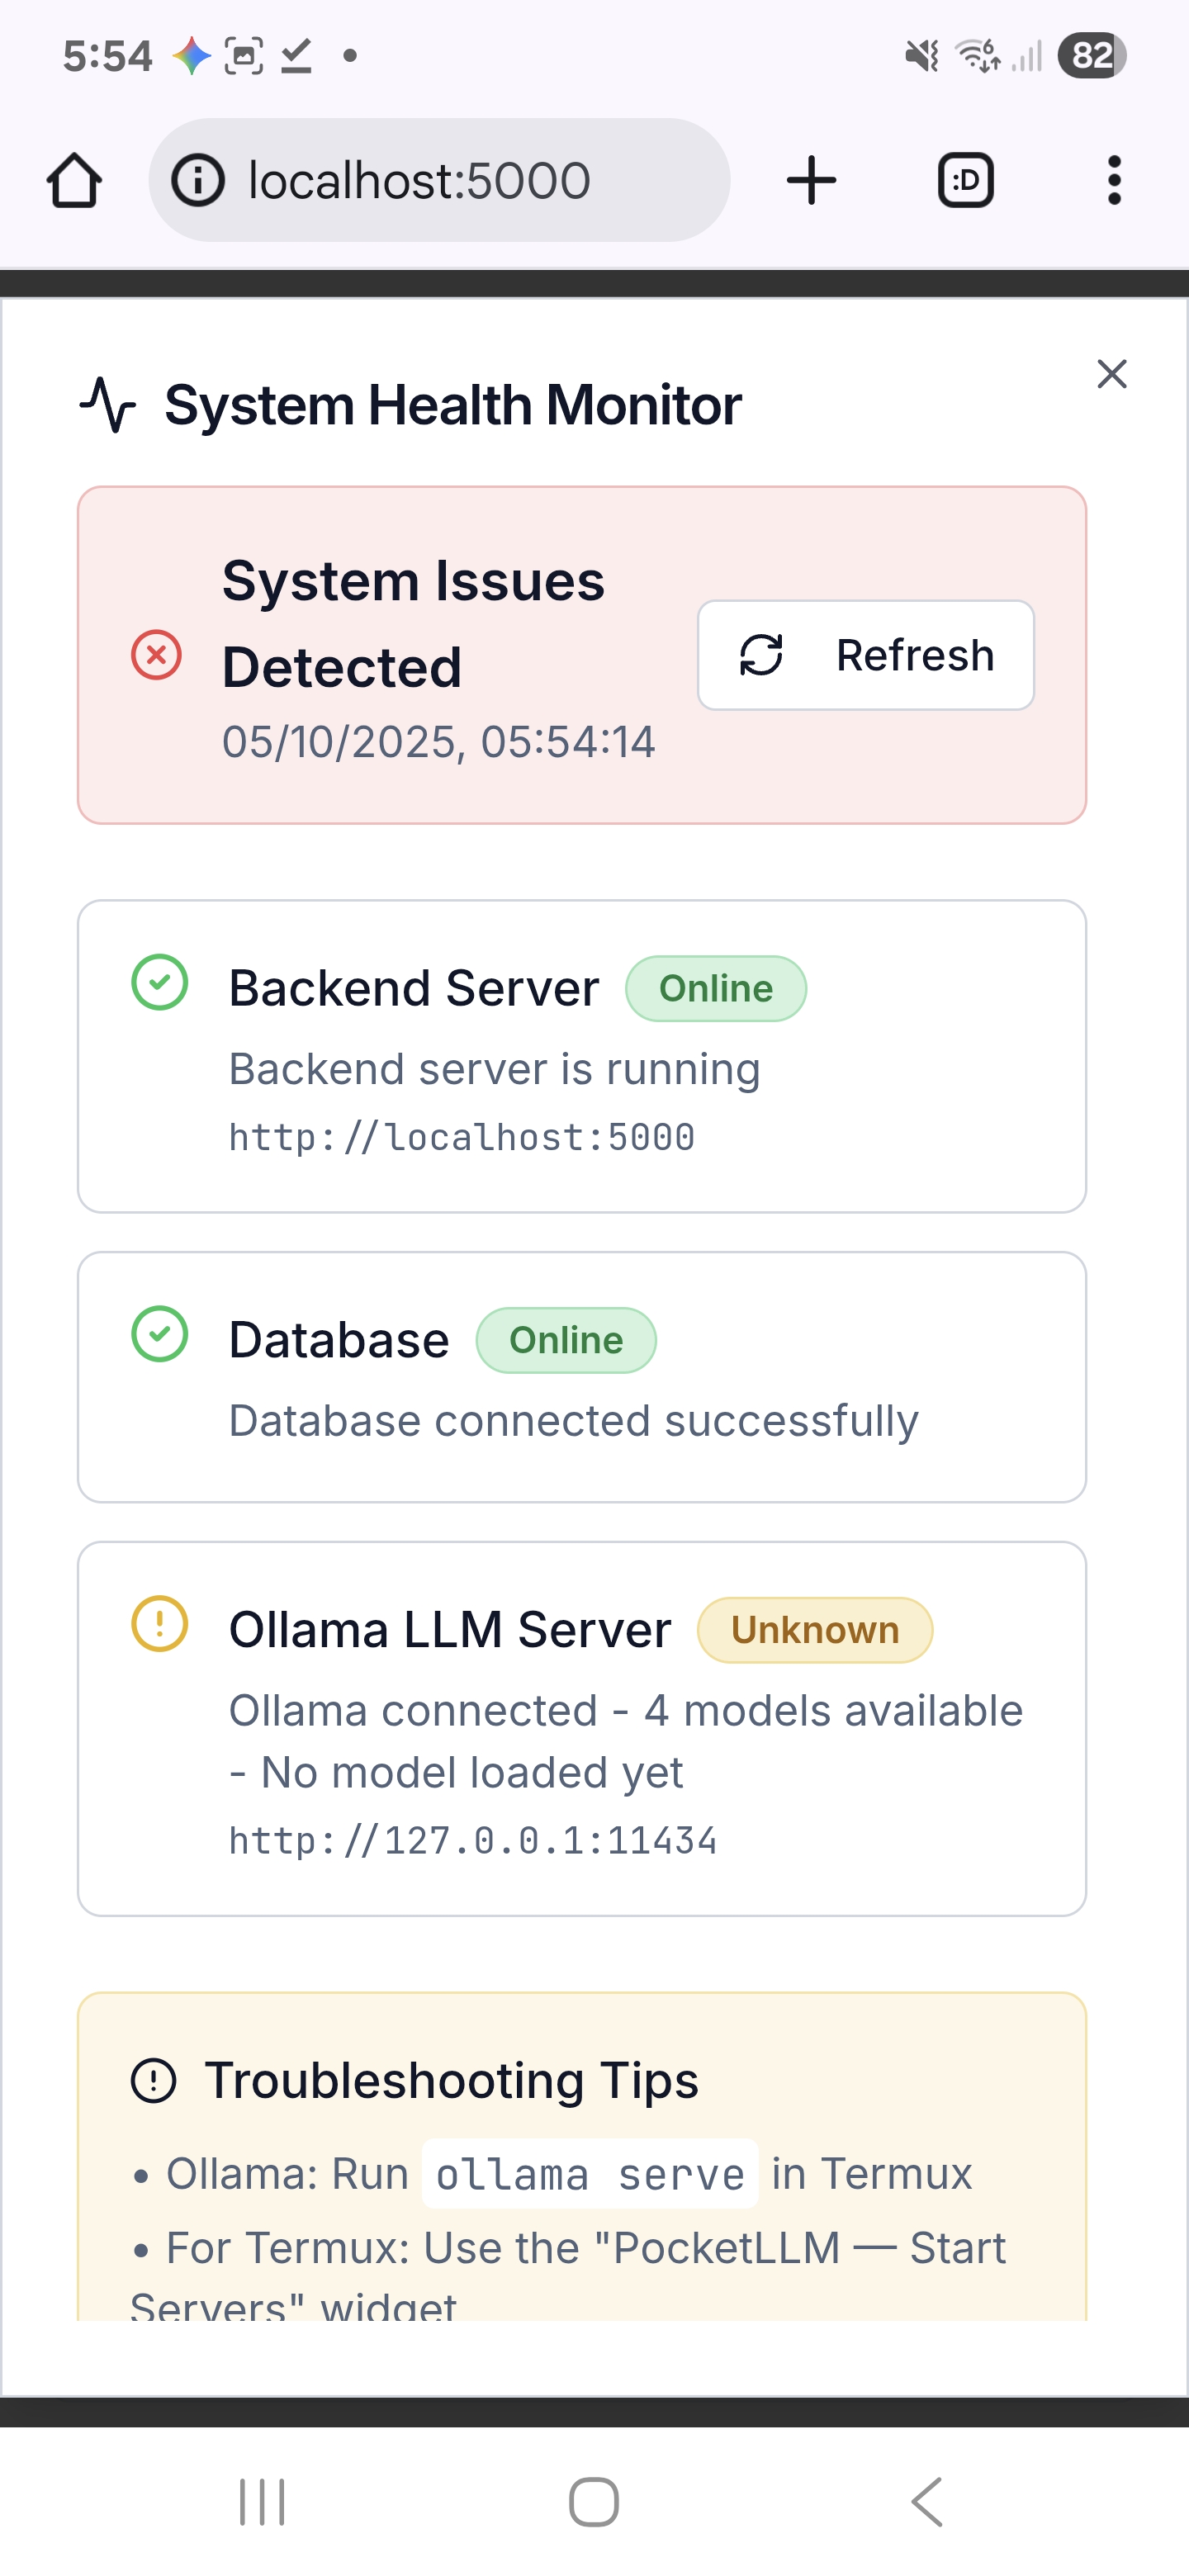 5:54
82
localhost:5000
:D
System Health Monitor
System Issues
Detected
05/10/2025, 05:54:14
Refresh
Backend Server Online
Backend server is running
http://localhost:5000
Database Online
Database connected successfully
Ollama LLM Server Unknown
Ollama connected - 4 models available
- No model loaded yet
http://127.0.0.1:11434
Troubleshooting Tips
• Ollama: Run ollama serve in Termux
• For Termux: Use the "PocketLLM — Start
Servers" widget